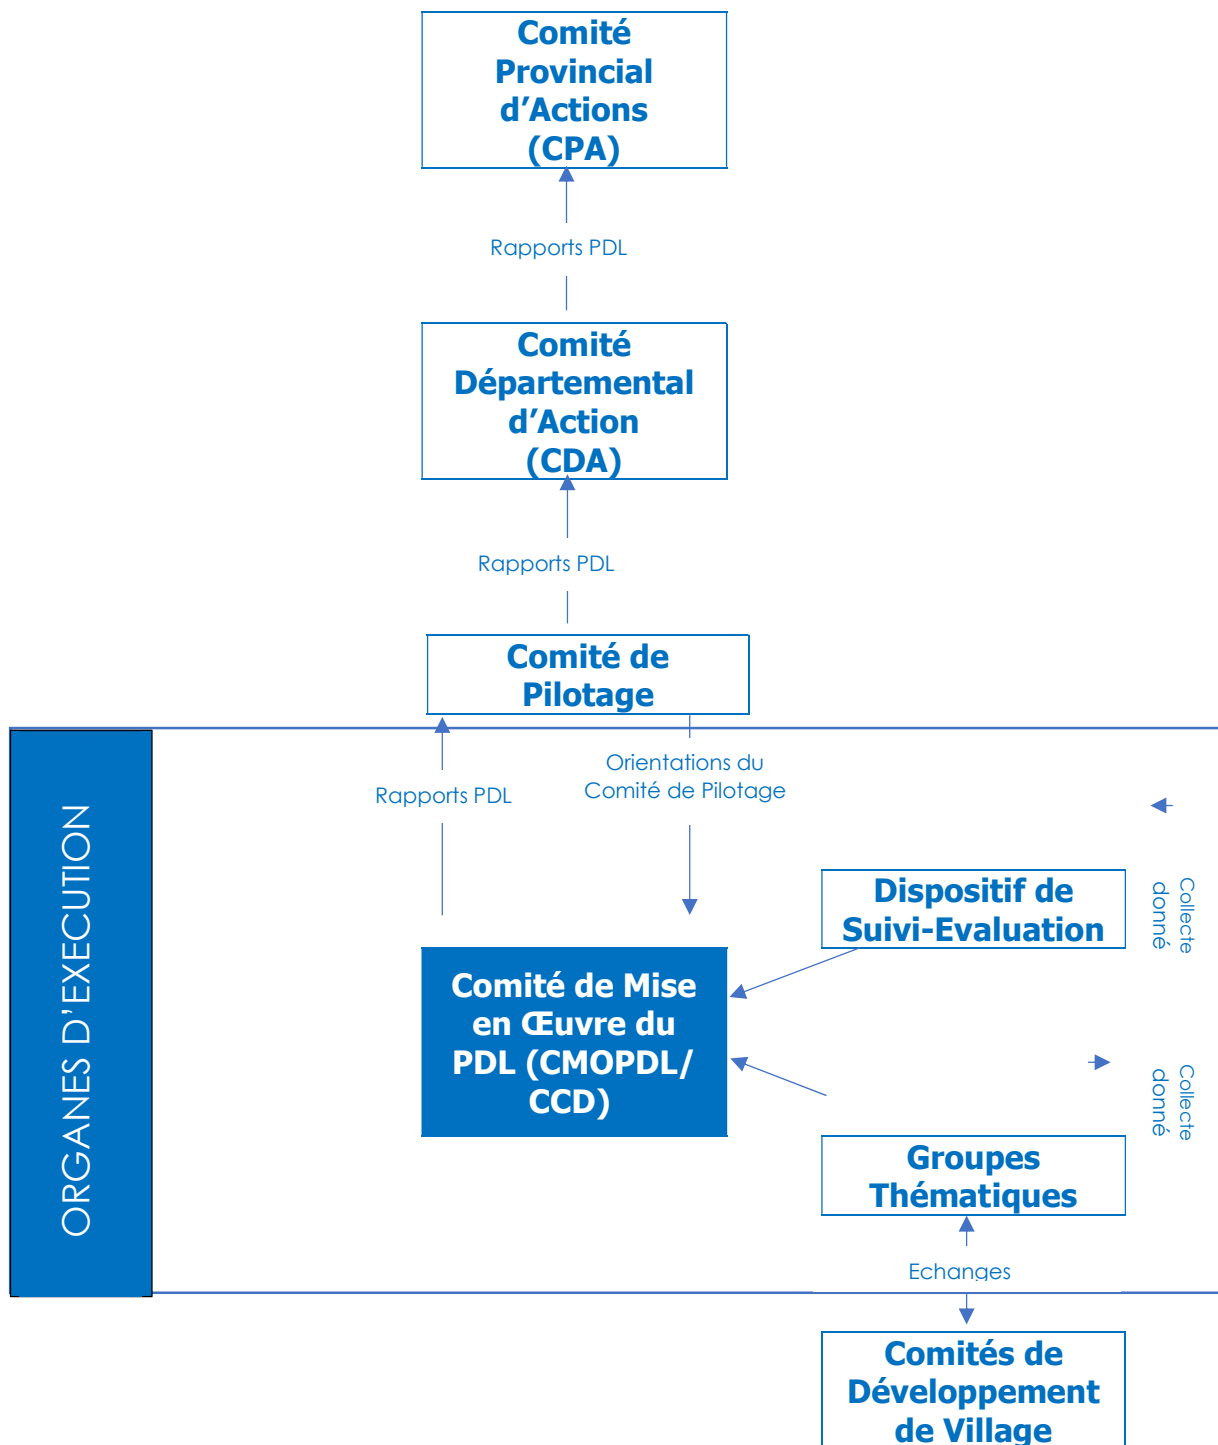 Comité
Provincial
d’Actions
(CPA)
Rapports PDL
Comité
Départemental
d’Action
(CDA)
Rapports PDL
Comité de
Pilotage
ORGANES D’EXECUTION
Rapports PDL
Orientations du
Comité de Pilotage
Dispositif de
Suivi-Evaluation
Collecte
donné
Comité de Mise
en Œuvre du
PDL (CMOPDL/
CCD)
Collecte
donné
Groupes
Thématiques
Echanges
Comités de
Développement
de Village